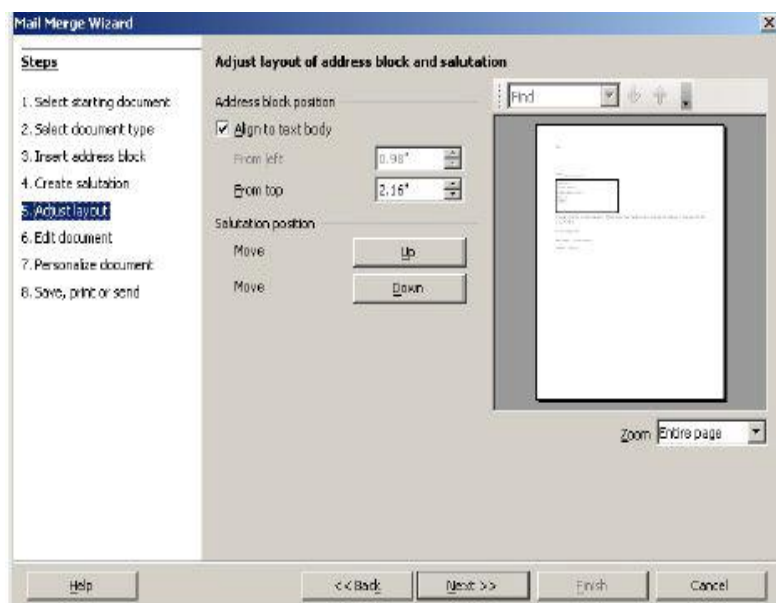 Mail Merge Wizard
Steps
1. Select starting document
2. Select document type
3. Insert address block
4. Create salutation
5. Adjust layout
6. Edit document
7. Personalize document
8. Save, print or send
Adjust layout of address block and salutation
Address block position
Align to text body
From left 0.98"
From top 2.16"
Salutation position
Move Up
Move Down
Find
Zoom Entire page
Help
<< Back
Next >>
Finish
Cancel